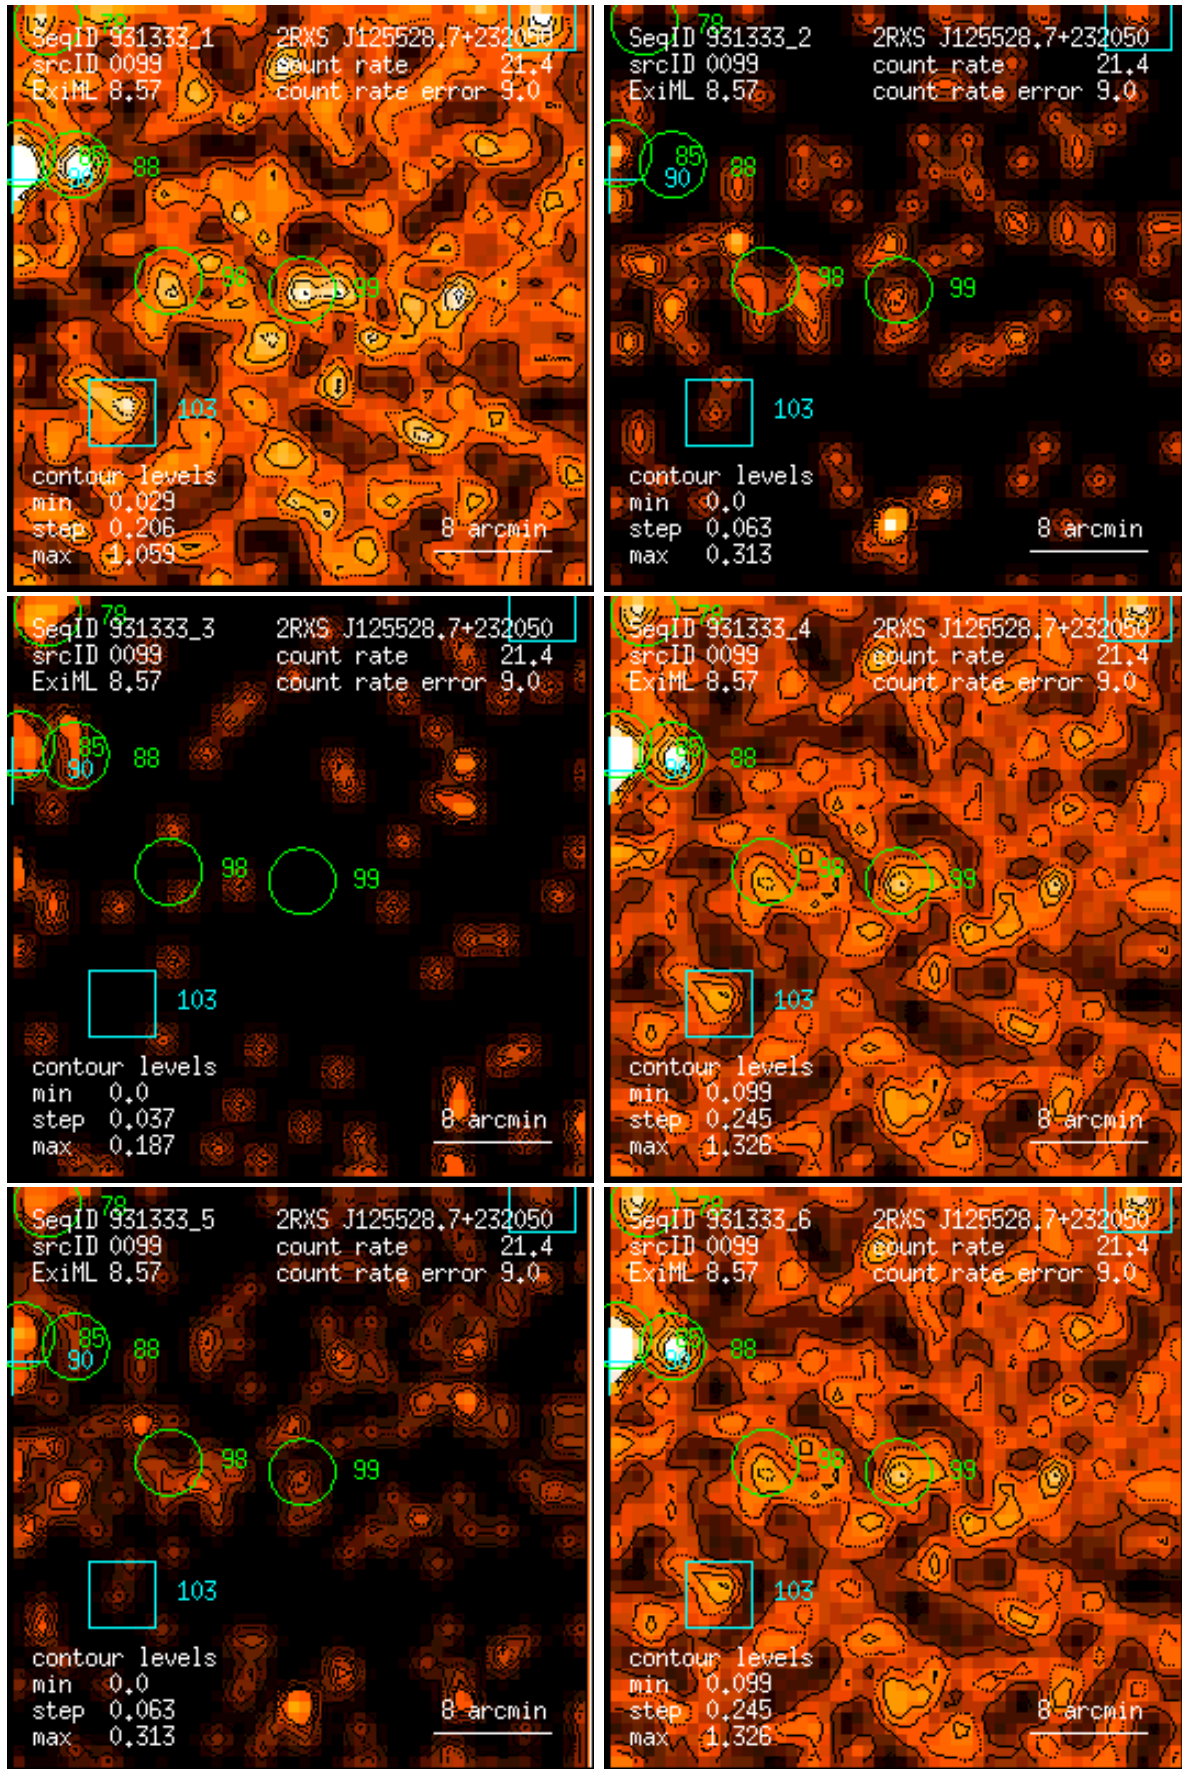 78
SegID 931333_1 2RXS J125528.7+232050
srcID 0099 count rate 21.4
ExiML 8.57 count rate error 9.0
85
88
90
98
99
103
contour levels
min 0.029
step 0.206 8 arcmin
max 1.059
78
SegID 931333_2 2RXS J125528.7+232050
srcID 0099 count rate 21.4
ExiML 8.57 count rate error 9.0
85
88
90
98
99
103
contour levels
min 0.0
step 0.063 8 arcmin
max 0.313
78
SegID 931333_3 2RXS J125528.7+232050
srcID 0099 count rate 21.4
ExiML 8.57 count rate error 9.0
85
88
90
98
99
103
contour levels
min 0.0
step 0.037 8 arcmin
max 0.187
78
SegID 931333_4 2RXS J125528.7+232050
srcID 0099 count rate 21.4
ExiML 8.57 count rate error 9.0
85
88
90
98
99
103
contour levels
min 0.099
step 0.245 8 arcmin
max 1.326
78
SegID 931333_5 2RXS J125528.7+232050
srcID 0099 count rate 21.4
ExiML 8.57 count rate error 9.0
85
88
90
98
99
103
contour levels
min 0.0
step 0.063 8 arcmin
max 0.313
78
SegID 931333_6 2RXS J125528.7+232050
srcID 0099 count rate 21.4
ExiML 8.57 count rate error 9.0
85
88
90
98
99
103
contour levels
min 0.099
step 0.245 8 arcmin
max 1.326